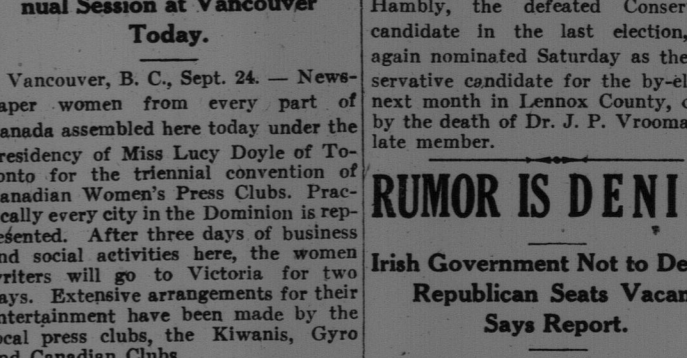 nual Session at Vancouver
Today.
Vancouver, B. C., Sept. 24. — News-
aper women from every part of
anada assembled here today under the
residency of Miss Lucy Doyle of To-
onto for the triennial convention of
anadian Women's Press Clubs. Prac-
ically every city in the Dominion is rep-
esented. After three days of business
nd social activities here, the women
riters will go to Victoria for two
ays. Extensive arrangements for their
ntertainment have been made by the
ocal press clubs, the Kiwanis, Gyro
nd Canadian Clubs.
Hambly, the defeated Conser
candidate in the last election,
again nominated Saturday as the
servative candidate for the by-el
next month in Lennox County, c
by the death of Dr. J. P. Vrooma
late member.
RUMOR IS DENI
Irish Government Not to De
Republican Seats Vacan
Says Report.